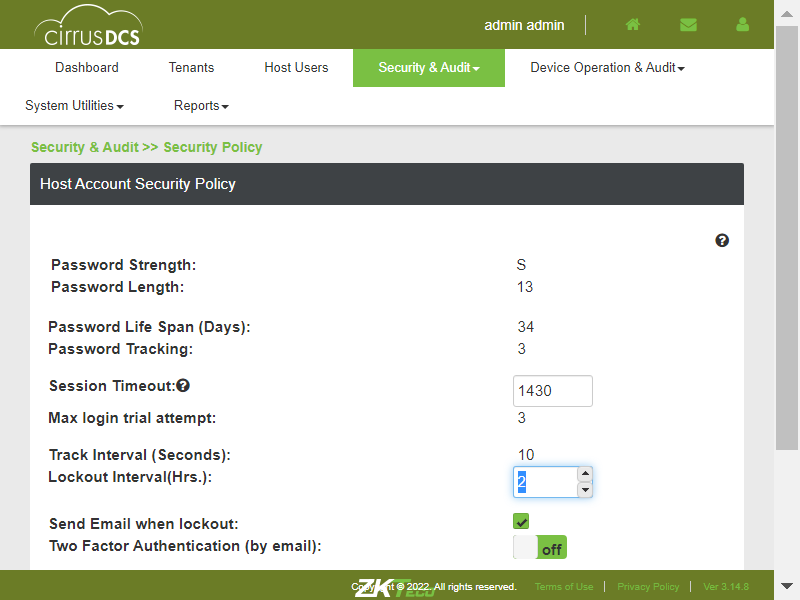 cirrusDCS
admin admin
Dashboard Tenants Host Users Security & Audit Device Operation & Audit
System Utilities Reports
Security & Audit >> Security Policy
Host Account Security Policy
Password Strength: S
Password Length: 13
Password Life Span (Days): 34
Password Tracking: 3
Session Timeout: 1430
Max login trial attempt: 3
Track Interval (Seconds): 10
Lockout Interval(Hrs.): 2
Send Email when lockout:
Two Factor Authentication (by email): off
ZKTeco
© 2022. All rights reserved. Terms of Use | Privacy Policy | Ver 3.14.8